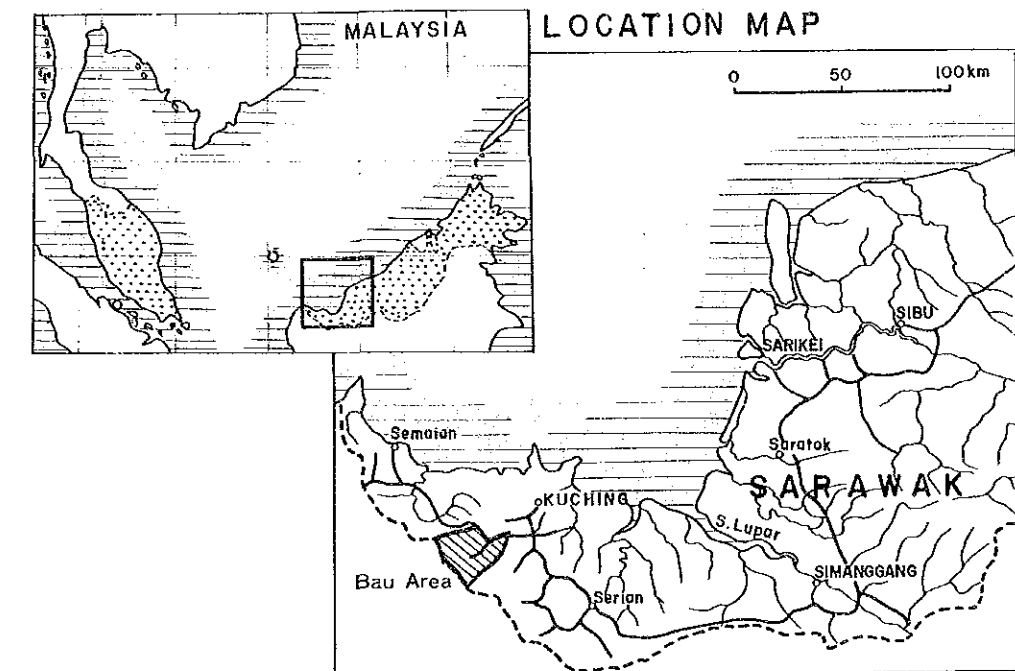 LOCATION MAP
MALAYSIA
0 50 100km
SIBU
SARIKEI
Sematan
Saratok
SARAWAK
KUCHING
S. Lupar
Bau Area
SIMANGGANG
Serian